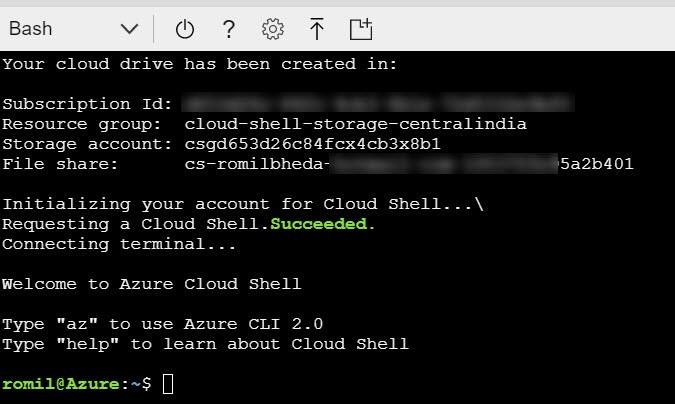 Bash
Your cloud drive has been created in:
Subscription Id:
Resource group: cloud-shell-storage-centralindia
Storage account: csgd653d26c84fcx4cb3x8b1
File share: cs-romilbheda- 5a2b401
Initializing your account for Cloud Shell...\
Requesting a Cloud Shell.Succeeded.
Connecting terminal...
Welcome to Azure Cloud Shell
Type "az" to use Azure CLI 2.0
Type "help" to learn about Cloud Shell
romil@Azure:~$